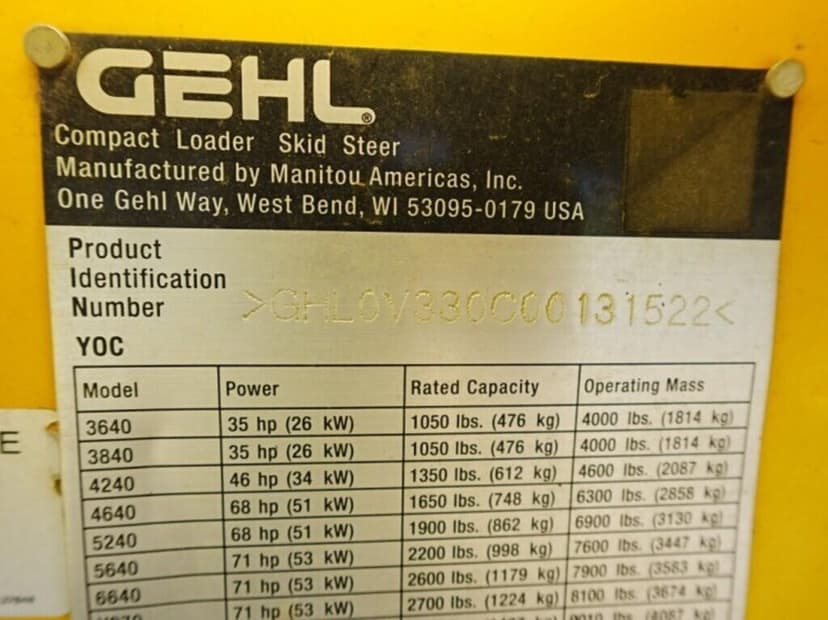 GEHL®
Compact Loader Skid Steer
Manufactured by Manitou Americas, Inc.
One Gehl Way, West Bend, WI 53095-0179 USA
Product
Identification
Number >GHL0V330C00131522<
YOC
Model Power Rated Capacity Operating Mass
3640 35 hp (26 kW) 1050 lbs. (476 kg) 4000 lbs. (1814 kg)
3840 35 hp (26 kW) 1050 lbs. (476 kg) 4000 lbs. (1814 kg)
4240 46 hp (34 kW) 1350 lbs. (612 kg) 4600 lbs. (2087 kg)
4640 68 hp (51 kW) 1650 lbs. (748 kg) 6300 lbs. (2858 kg)
5240 68 hp (51 kW) 1900 lbs. (862 kg) 6900 lbs. (3130 kg)
5640 71 hp (53 kW) 2200 lbs. (998 kg) 7600 lbs. (3447 kg)
6640 71 hp (53 kW) 2600 lbs. (1179 kg) 7900 lbs. (3583 kg)
71 hp (53 kW) 2700 lbs. (1224 kg) 8100 lbs. (3674 kg)
E